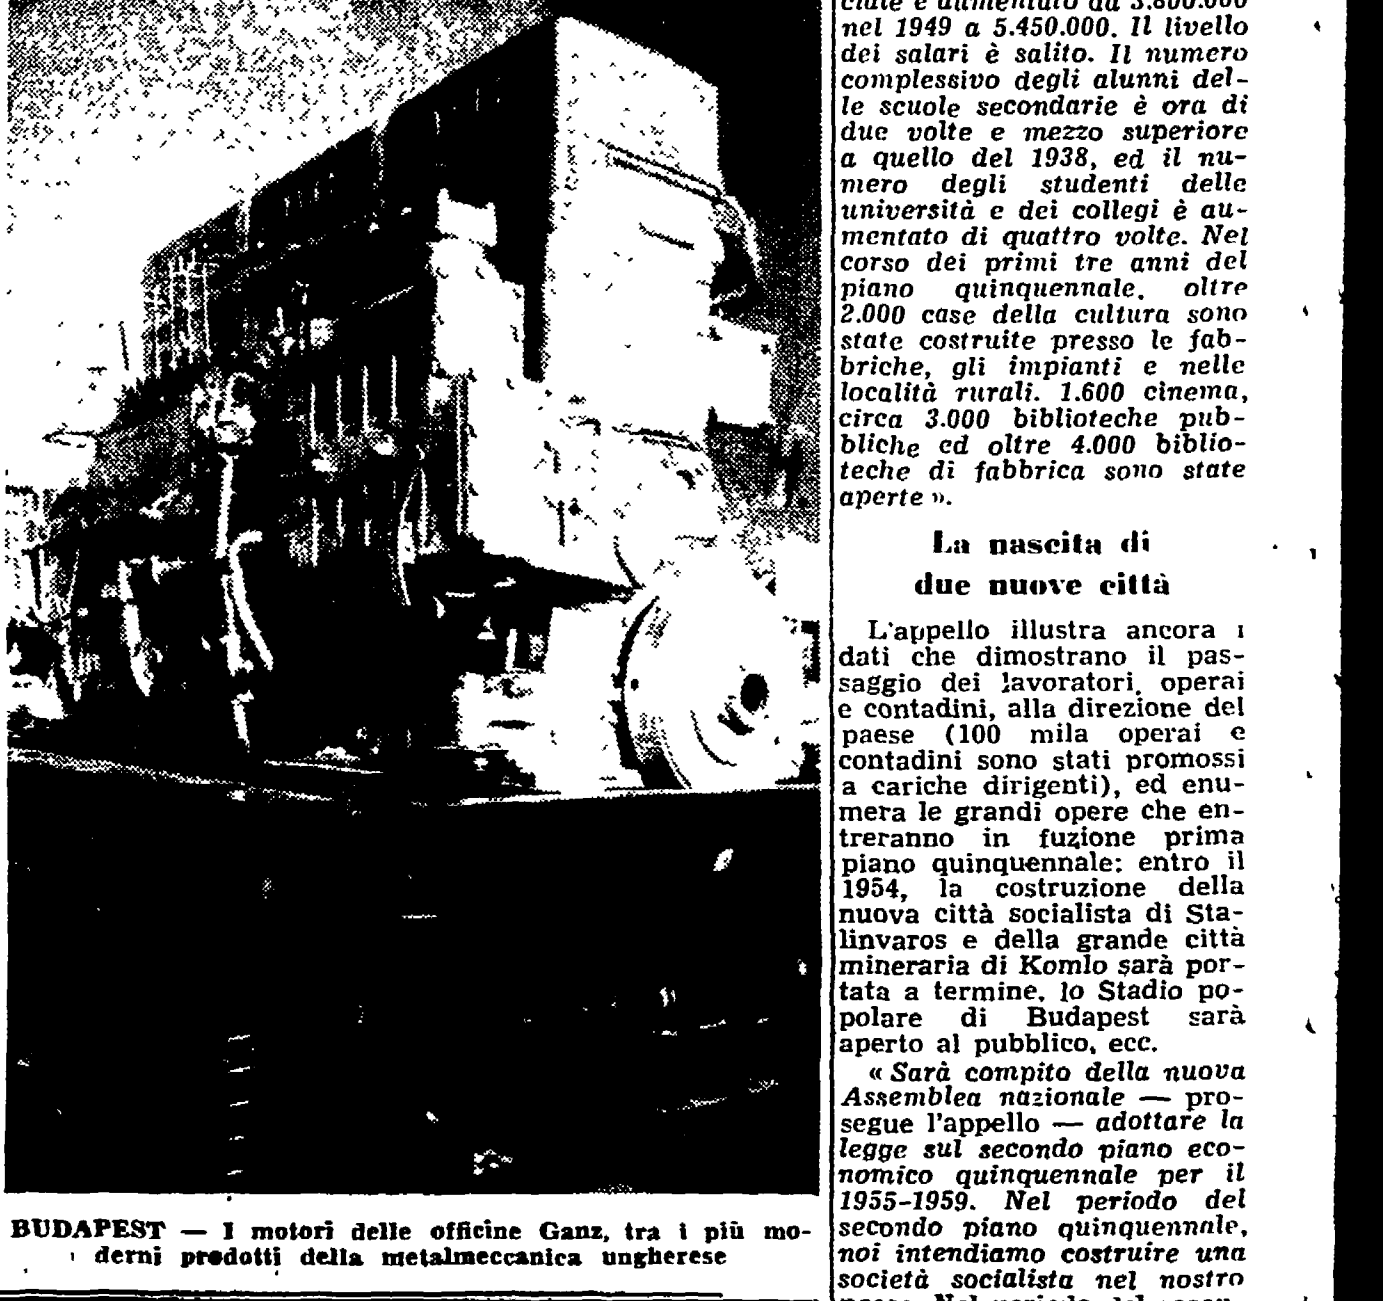 nel 1949 a 5.450.000. Il livello
dei salari è salito. Il numero
complessivo degli alunni del-
le scuole secondarie è ora di
due volte e mezzo superiore
a quello del 1938, ed il nu-
mero degli studenti delle
università e dei collegi è au-
mentato di quattro volte. Nel
corso dei primi tre anni del
piano quinquennale, oltre
2.000 case della cultura sono
state costruite presso le fab-
briche, gli impianti e nelle
località rurali. 1.600 cinema,
circa 3.000 biblioteche pub-
bliche ed oltre 4.000 biblio-
teche di fabbrica sono state
aperte ».
La nascita di
due nuove città
L'appello illustra ancora i
dati che dimostrano il pas-
saggio dei lavoratori, operai
e contadini, alla direzione del
paese (100 mila operai e
contadini sono stati promossi
a cariche dirigenti), ed enu-
mera le grandi opere che en-
treranno in fuzione prima
piano quinquennale: entro il
1954, la costruzione della
nuova città socialista di Sta-
linvaros e della grande città
mineraria di Komlo sarà por-
tata a termine, lo Stadio po-
polare di Budapest sarà
aperto al pubblico, ecc.
« Sarà compito della nuova
Assemblea nazionale — pro-
segue l'appello — adottare la
legge sul secondo piano eco-
nomico quinquennale per il
1955-1959. Nel periodo del
secondo piano quinquennale,
noi intendiamo costruire una
società socialista nel nostro
BUDAPEST — I motori delle officine Ganz, tra i più mo-
derni prodotti della metalmeccanica ungherese